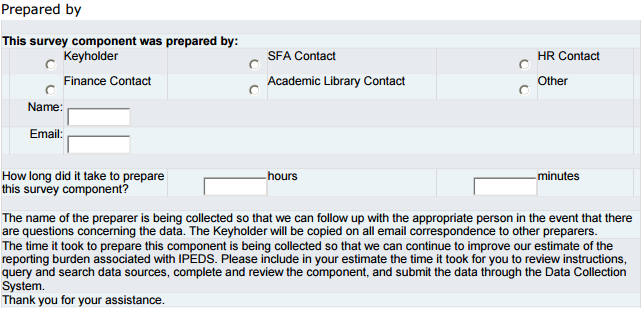 Prepared by
This survey component was prepared by:
Keyholder SFA Contact HR Contact
Finance Contact Academic Library Contact Other
Name:
Email:
How long did it take to prepare this survey component? hours minutes
The name of the preparer is being collected so that we can follow up with the appropriate person in the event that there
are questions concerning the data. The Keyholder will be copied on all email correspondence to other preparers.
The time it took to prepare this component is being collected so that we can continue to improve our estimate of the
reporting burden associated with IPEDS. Please include in your estimate the time it took for you to review instructions,
query and search data sources, complete and review the component, and submit the data through the Data Collection
System.
Thank you for your assistance.